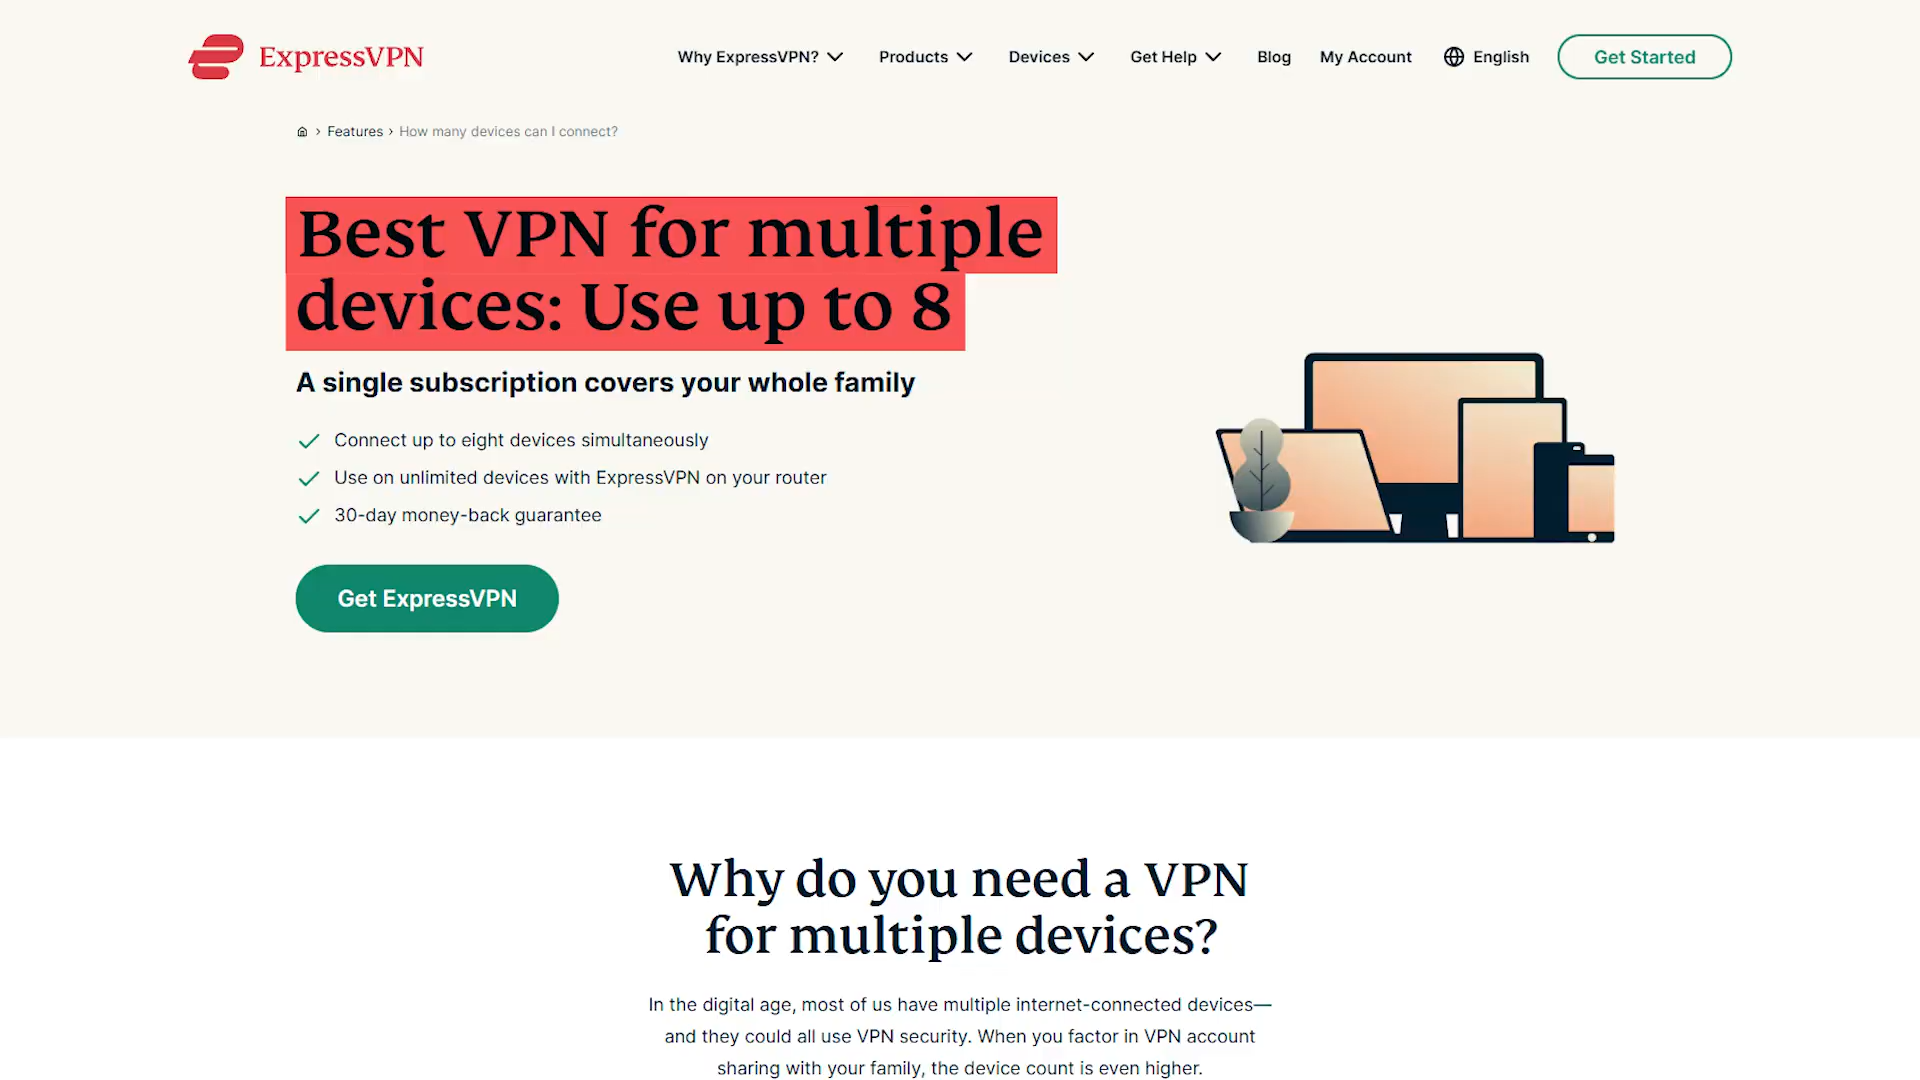 ExpressVPN
Why ExpressVPN? Products Devices Get Help Blog My Account English Get Started
› Features › How many devices can I connect?
Best VPN for multiple
devices: Use up to 8
A single subscription covers your whole family
Connect up to eight devices simultaneously
Use on unlimited devices with ExpressVPN on your router
30-day money-back guarantee
Get ExpressVPN
Why do you need a VPN
for multiple devices?
In the digital age, most of us have multiple internet-connected devices—
and they could all use VPN security. When you factor in VPN account
sharing with your family, the device count is even higher.